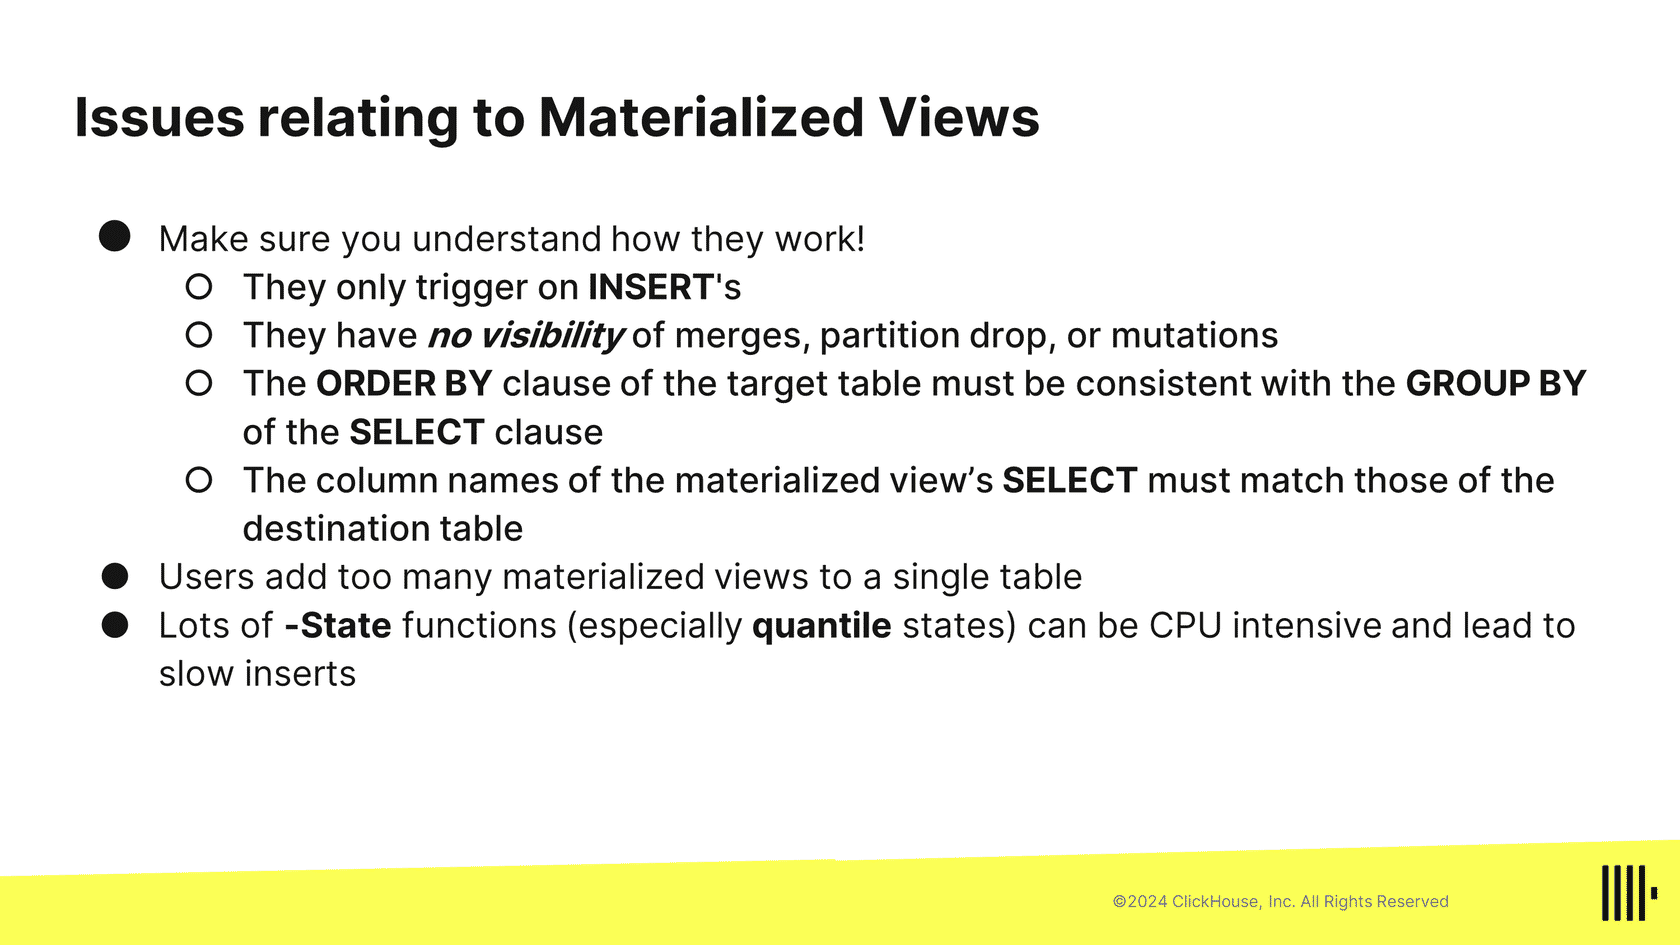 Issues relating to Materialized Views
● Make sure you understand how they work!
○ They only trigger on INSERT's
○ They have no visibility of merges, partition drop, or mutations
○ The ORDER BY clause of the target table must be consistent with the GROUP BY
of the SELECT clause
○ The column names of the materialized view’s SELECT must match those of the
destination table
● Users add too many materialized views to a single table
● Lots of -State functions (especially quantile states) can be CPU intensive and lead to
slow inserts
©2024 ClickHouse, Inc. All Rights Reserved